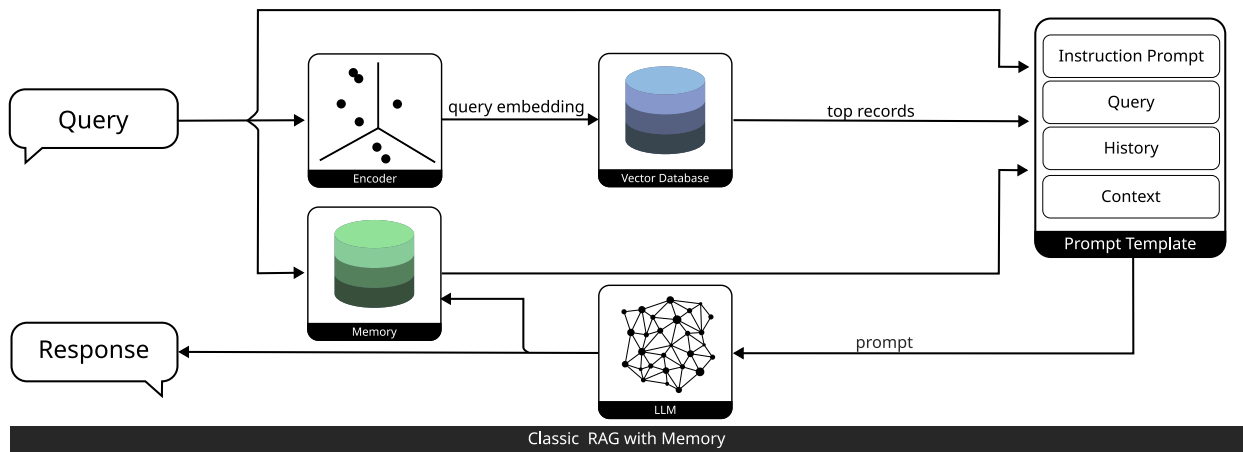 Query
Encoder
query embedding
Vector Database
top records
Instruction Prompt
Query
History
Context
Prompt Template
Memory
Response
LLM
prompt
Classic RAG with Memory